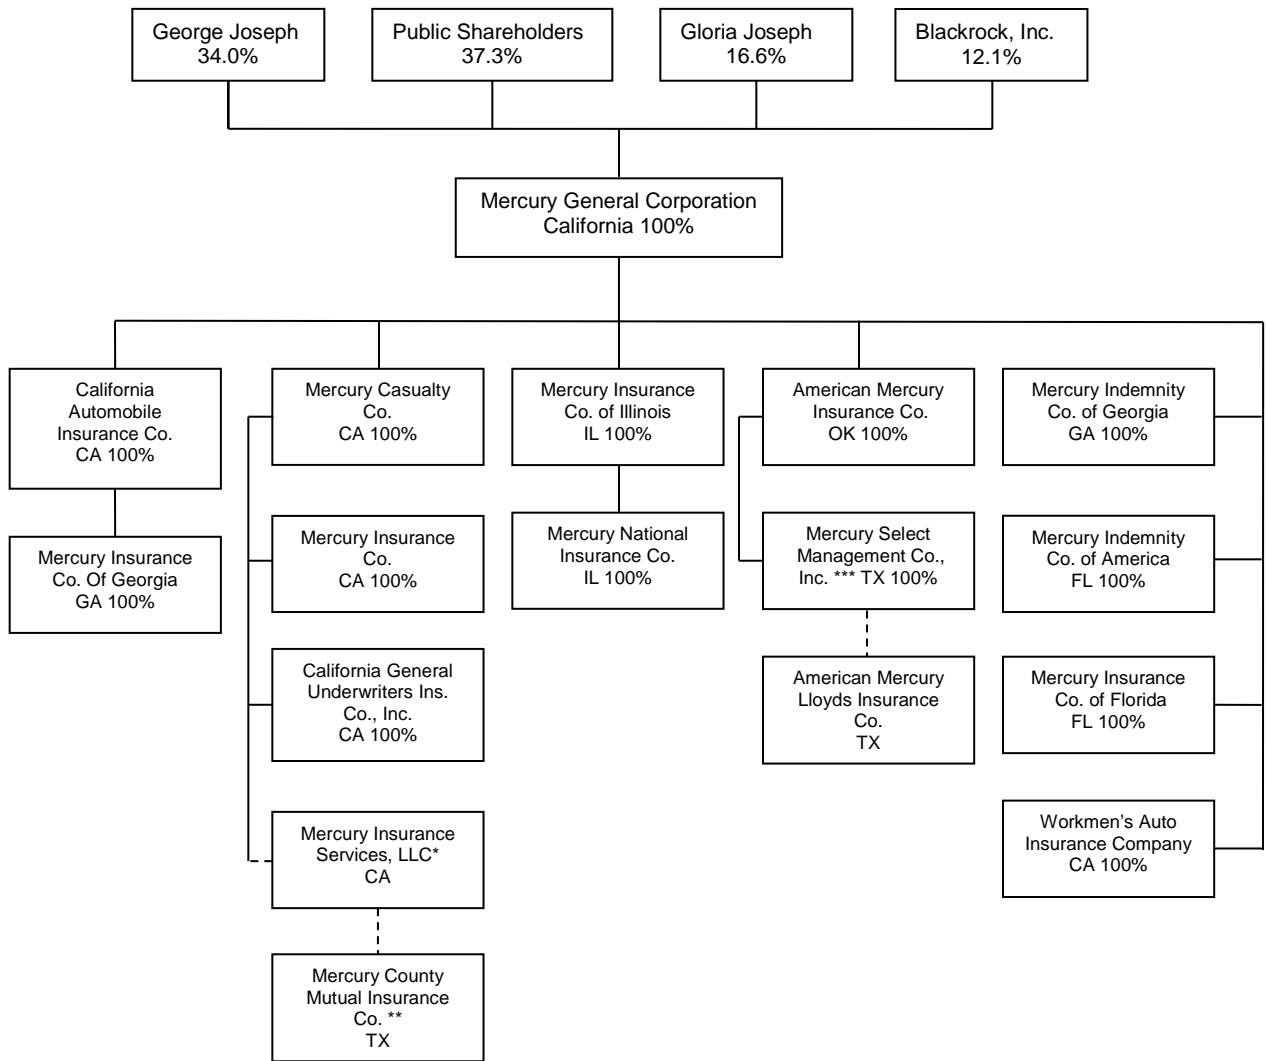 George Joseph
34.0%
Public Shareholders
37.3%
Gloria Joseph
16.6%
Blackrock, Inc.
12.1%
Mercury General Corporation
California 100%
California
Automobile
Insurance Co.
CA 100%
Mercury Casualty
Co.
CA 100%
Mercury Insurance
Co. of Illinois
IL 100%
American Mercury
Insurance Co.
OK 100%
Mercury Indemnity
Co. of Georgia
GA 100%
Mercury Insurance
Co. Of Georgia
GA 100%
Mercury Insurance
Co.
CA 100%
Mercury National
Insurance Co.
IL 100%
Mercury Select
Management Co.,
Inc. *** TX 100%
Mercury Indemnity
Co. of America
FL 100%
California General
Underwriters Ins.
Co., Inc.
CA 100%
American Mercury
Lloyds Insurance
Co.
TX
Mercury Insurance
Co. of Florida
FL 100%
Mercury Insurance
Services, LLC*
CA
Workmen’s Auto
Insurance Company
CA 100%
Mercury County
Mutual Insurance
Co. **
TX